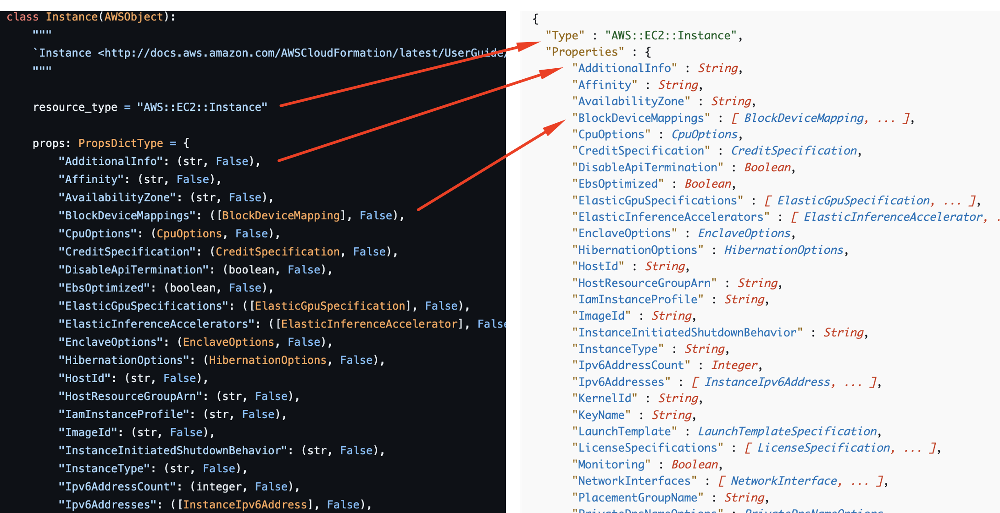 class Instance(AWSObject):
"""
`Instance <http://docs.aws.amazon.com/AWSCloudFormation/latest/UserGuide/
"""
resource_type = "AWS::EC2::Instance"
props: PropsDictType = {
"AdditionalInfo": (str, False),
"Affinity": (str, False),
"AvailabilityZone": (str, False),
"BlockDeviceMappings": ([BlockDeviceMapping], False),
"CpuOptions": (CpuOptions, False),
"CreditSpecification": (CreditSpecification, False),
"DisableApiTermination": (boolean, False),
"EbsOptimized": (boolean, False),
"ElasticGpuSpecifications": ([ElasticGpuSpecification], False),
"ElasticInferenceAccelerators": ([ElasticInferenceAccelerator], False
"EnclaveOptions": (EnclaveOptions, False),
"HibernationOptions": (HibernationOptions, False),
"HostId": (str, False),
"HostResourceGroupArn": (str, False),
"IamInstanceProfile": (str, False),
"ImageId": (str, False),
"InstanceInitiatedShutdownBehavior": (str, False),
"InstanceType": (str, False),
"Ipv6AddressCount": (integer, False),
"Ipv6Addresses": ([InstanceIpv6Address], False),
{
"Type" : "AWS::EC2::Instance",
"Properties" : {
"AdditionalInfo" : String,
"Affinity" : String,
"AvailabilityZone" : String,
"BlockDeviceMappings" : [ BlockDeviceMapping, ... ],
"CpuOptions" : CpuOptions,
"CreditSpecification" : CreditSpecification,
"DisableApiTermination" : Boolean,
"EbsOptimized" : Boolean,
"ElasticGpuSpecifications" : [ ElasticGpuSpecification, ... ],
"ElasticInferenceAccelerators" : [ ElasticInferenceAccelerator, .
"EnclaveOptions" : EnclaveOptions,
"HibernationOptions" : HibernationOptions,
"HostId" : String,
"HostResourceGroupArn" : String,
"IamInstanceProfile" : String,
"ImageId" : String,
"InstanceInitiatedShutdownBehavior" : String,
"InstanceType" : String,
"Ipv6AddressCount" : Integer,
"Ipv6Addresses" : [ InstanceIpv6Address, ... ],
"KernelId" : String,
"KeyName" : String,
"LaunchTemplate" : LaunchTemplateSpecification,
"LicenseSpecifications" : [ LicenseSpecification, ... ],
"Monitoring" : Boolean,
"NetworkInterfaces" : [ NetworkInterface, ... ],
"PlacementGroupName" : String,
"PrivateDnsNameOptions" : PrivateDnsNameOptions